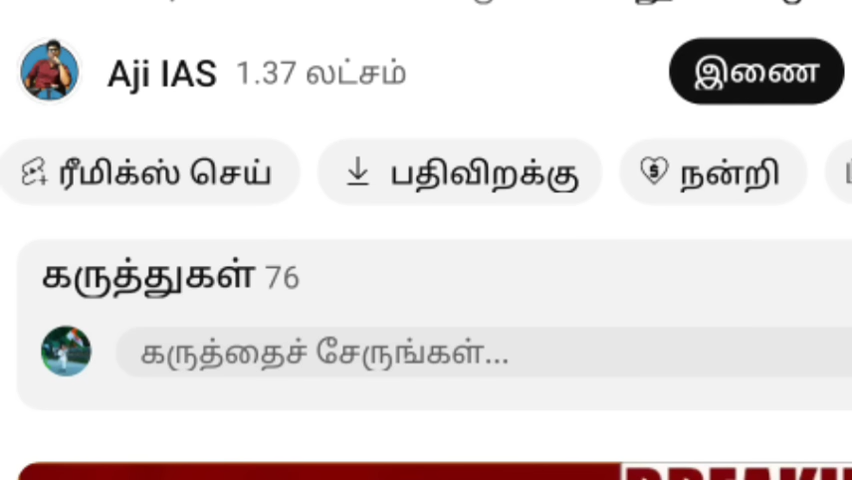 Aji IAS 1.37 லட்சம் இணை
ரீமிக்ஸ் செய் பதிவிறக்கு நன்றி
கருத்துகள் 76
கருத்தைச் சேருங்கள்...